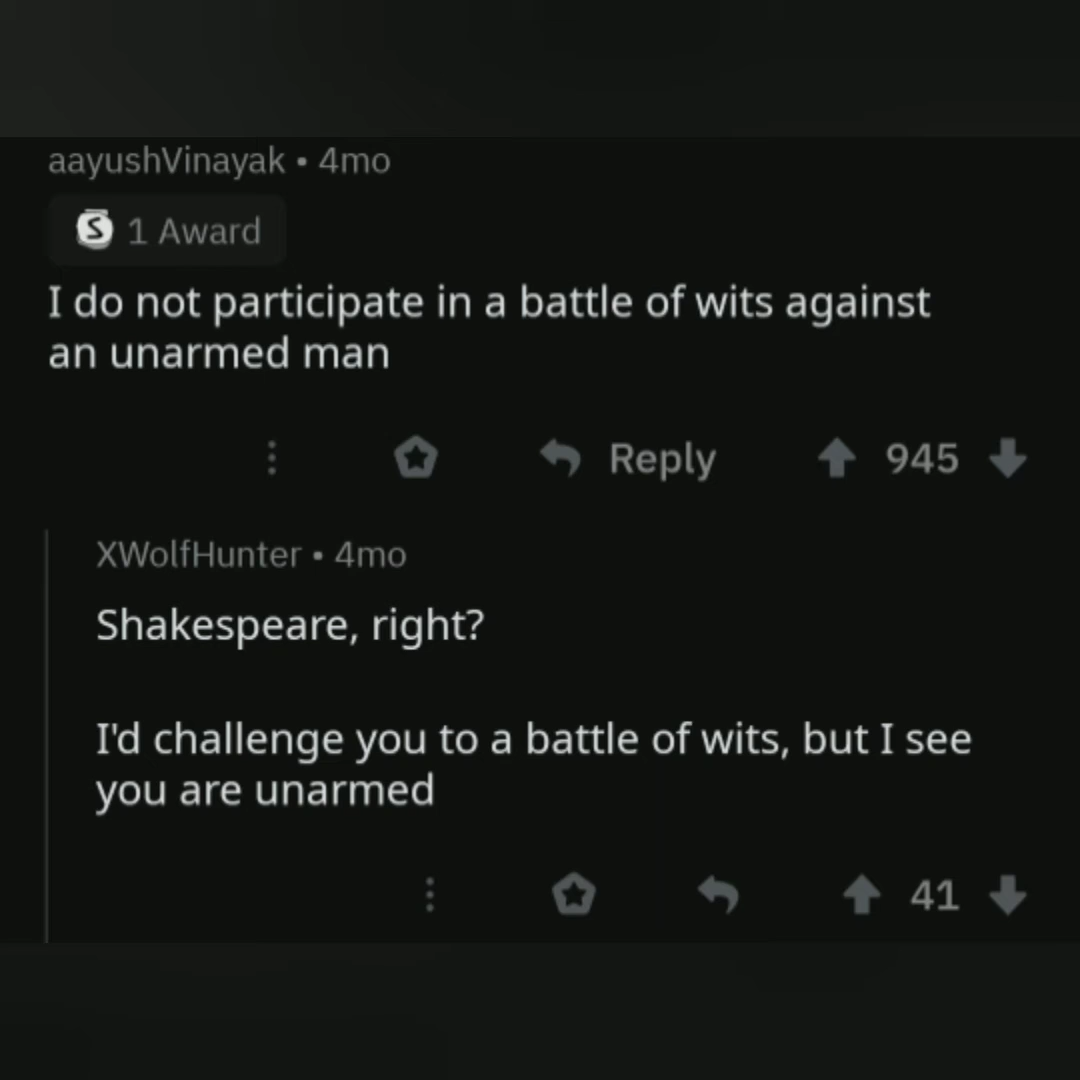 aayushVinayak • 4mo
S 1 Award
I do not participate in a battle of wits against
an unarmed man
Reply
945
XWolfHunter • 4mo
Shakespeare, right?
I'd challenge you to a battle of wits, but I see
you are unarmed
41